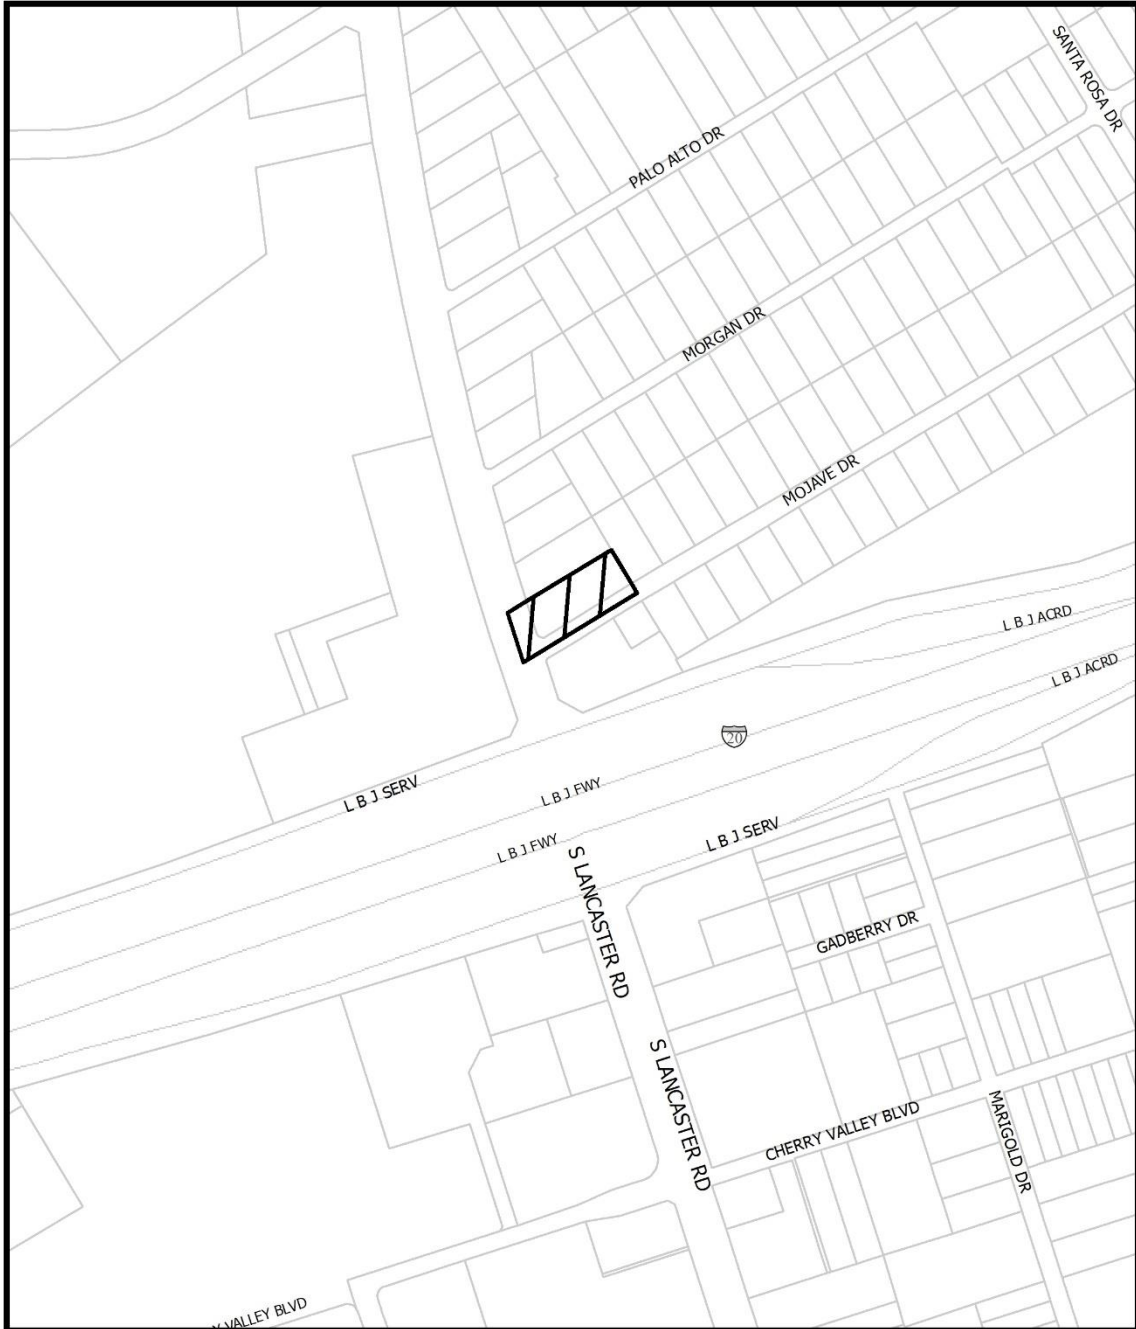 SANTA ROSA DR
PALO ALTO DR
MORGAN DR
MOJAVE DR
L B J ACRD
L B J ACRD
20
L B J SERV
L B J FWY
L B J SERV
L B J FWY
S LANCASTER RD
GADBERRY DR
S LANCASTER RD
CHERRY VALLEY BLVD
MARIGOLD DR
Y VALLEY BLVD